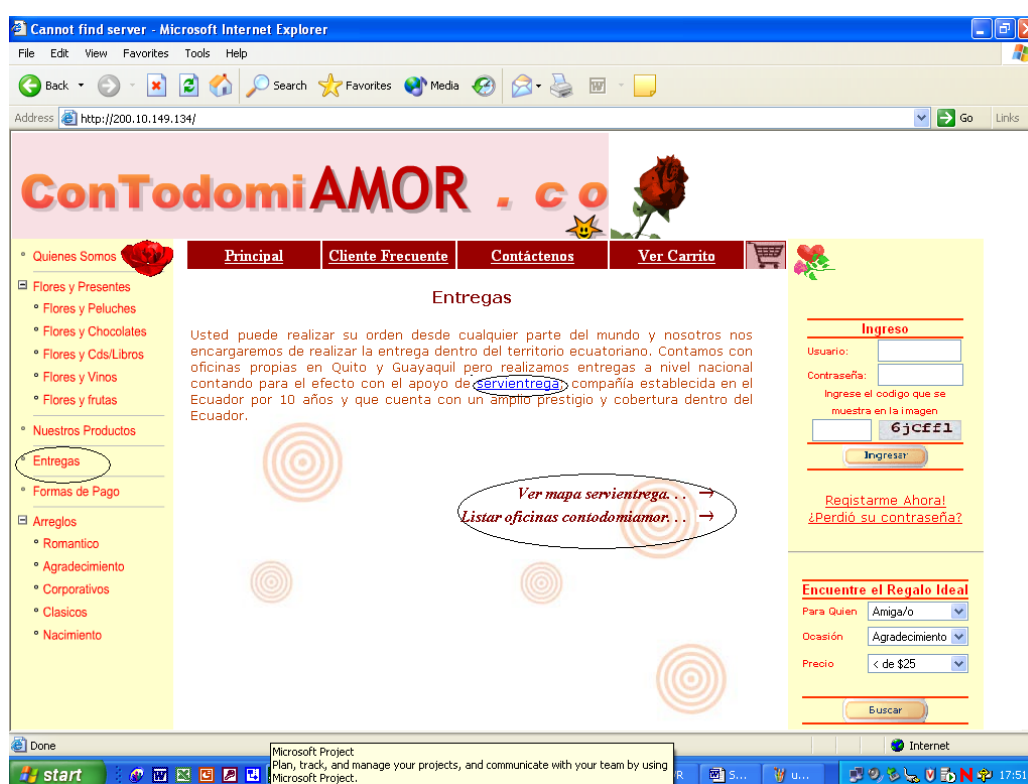 Cannot find server - Microsoft Internet Explorer
File Edit View Favorites Tools Help
Back Search Favorites Media
Address http://200.10.149.134/ Go Links
ConTodomiAMOR . co
Quienes Somos
Flores y Presentes
Flores y Peluches
Flores y Chocolates
Flores y Cds/Libros
Flores y Vinos
Flores y frutas
Nuestros Productos
Entregas
Formas de Pago
Arreglos
Romantico
Agradecimiento
Corporativos
Clasicos
Nacimiento
Principal Cliente Frecuente Contáctenos Ver Carrito
Entregas
Usted puede realizar su orden desde cualquier parte del mundo y nosotros nos
encargaremos de realizar la entrega dentro del territorio ecuatoriano. Contamos con
oficinas propias en Quito y Guayaquil pero realizamos entregas a nivel nacional
contando para el efecto con el apoyo de servientrega, compañía establecida en el
Ecuador por 10 años y que cuenta con un amplio prestigio y cobertura dentro del
Ecuador.
Ver mapa servientrega. . . →
Listar oficinas contodomiamor. . . →
Ingreso
Usuario:
Contraseña:
Ingrese el codigo que se
muestra en la imagen
6jCff1
Ingresar
Registarme Ahora!
¿Perdió su contraseña?
Encuentre el Regalo Ideal
Para Quien Amiga/o
Ocasión Agradecimiento
Precio < de $25
Buscar
Done Internet
Microsoft Project
Plan, track, and manage your projects, and communicate with your team by using
Microsoft Project.
start S... u... 17:51